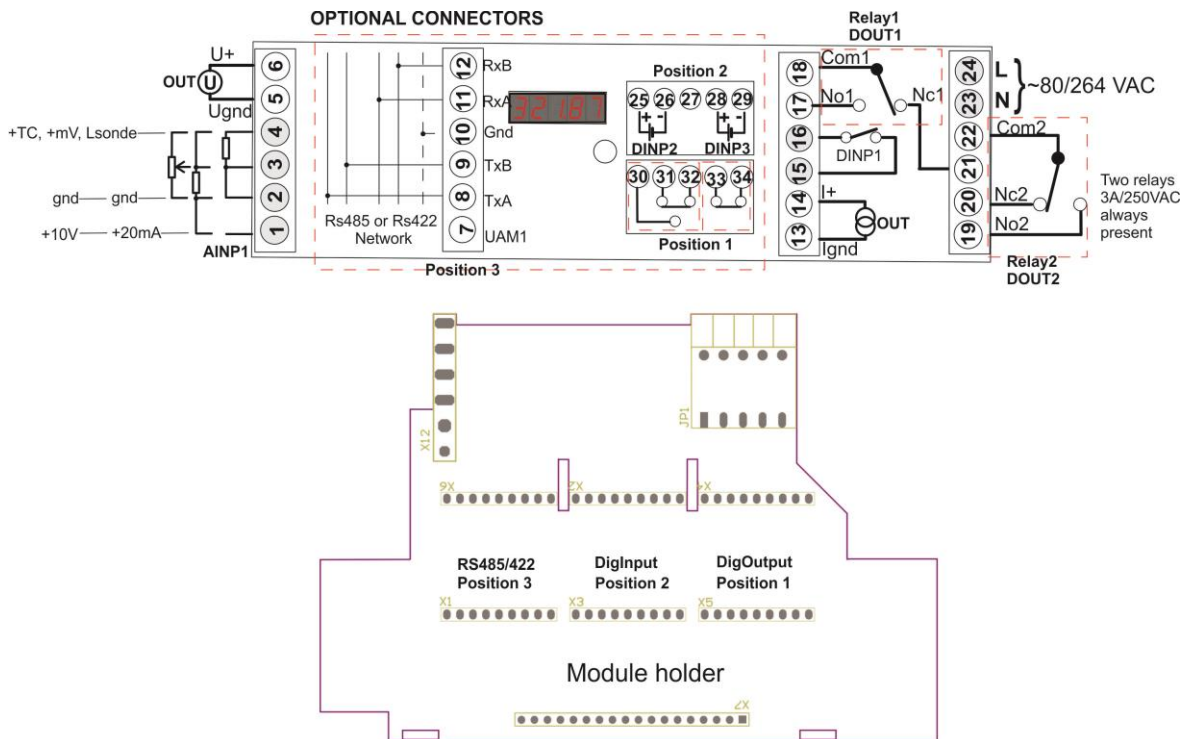 OPTIONAL CONNECTORS
Relay1
DOUT1
U+
OUT U
Ugnd
+TC, +mV, Lsonde
gnd gnd
+10V +20mA
AINP1
6
5
4
3
2
1
12 RxB
11 RxA
10 Gnd
9 TxB
8 TxA
7 UAM1
Rs485 or Rs422
Network
Position 3
32187
Position 2
25 26 27 28 29
+ - + -
DINP2 DINP3
30 31 32 33 34
Position 1
18 Com1
17 No1 Nc1
16
DINP1
15
14 I+
OUT
13 Ignd
24 L
23 N
~80/264 VAC
22 Com2
21
20 Nc2
19 No2
Two relays
3A/250VAC
always
present
Relay2
DOUT2
X12
JP1
X6 X2 X4
RS485/422 DigInput DigOutput
Position 3 Position 2 Position 1
X1 X3 X5
Module holder
X7